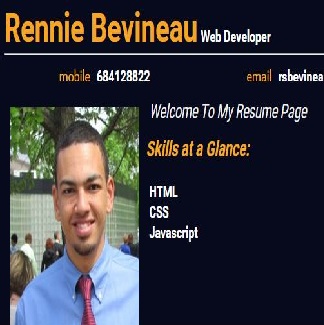 Rennie Bevineau Web Developer
mobile 684128822 email rsbevinea
Welcome To My Resume Page
Skills at a Glance:
HTML
CSS
Javascript